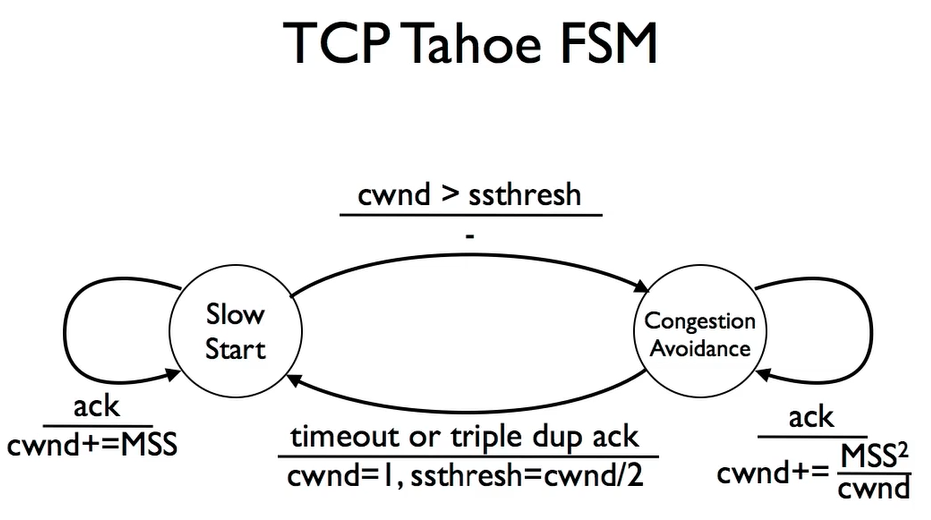 TCP Tahoe FSM
cwnd > ssthresh
-
Slow
Start
Congestion
Avoidance
ack
cwnd+=MSS
timeout or triple dup ack
cwnd=1, ssthresh=cwnd/2
ack
cwnd+= MSS²/cwnd